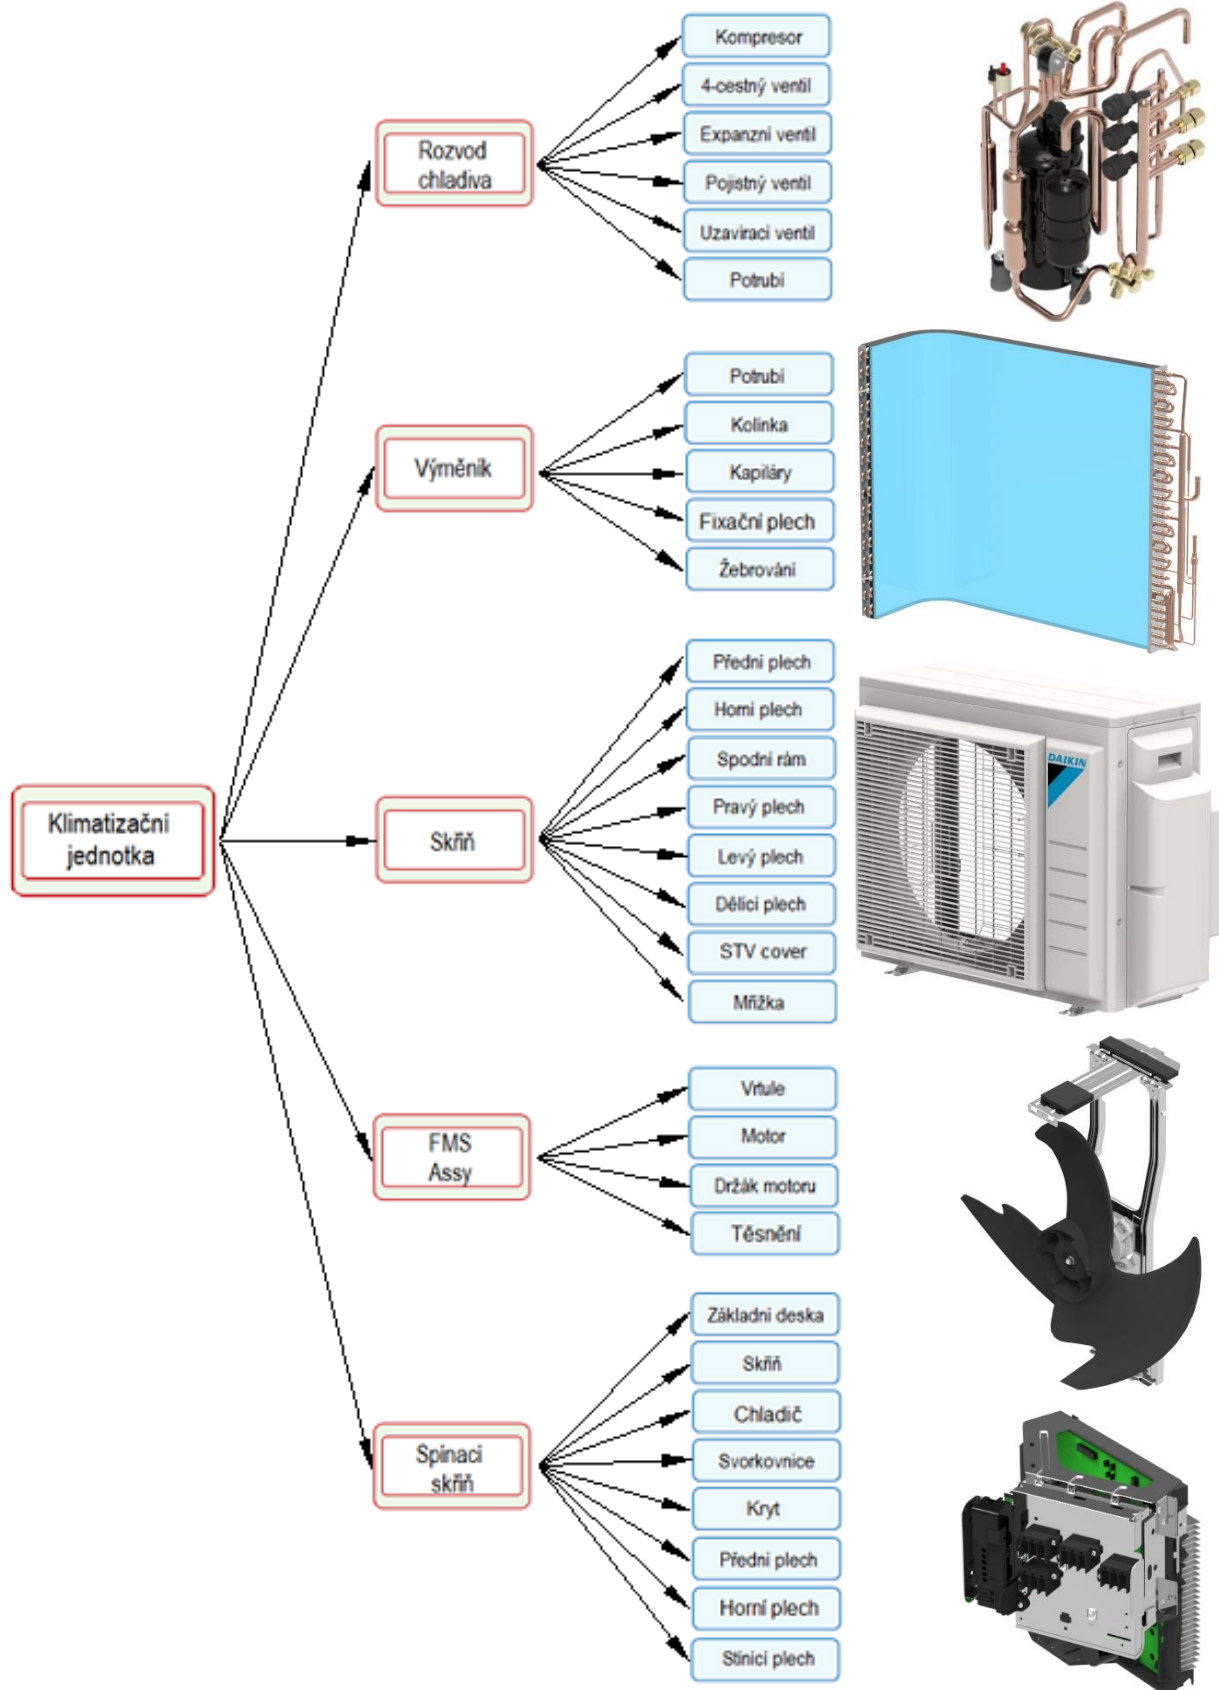 Kompresor
4-cestný ventil
Expanzní ventil
Pojistný ventil
Uzavírací ventil
Potrubí
Rozvod
chladiva
Potrubí
Kolínka
Kapiláry
Fixační plech
Žebrování
Výměník
Přední plech
Horní plech
Spodní rám
Pravý plech
Levý plech
Dělící plech
STV cover
Mřížka
Skříň
DAIKIN
Klimatizační
jednotka
Vrtule
Motor
Držák motoru
Těsnění
FMS
Assy
Základní deska
Skříň
Chladič
Svorkovnice
Kryt
Přední plech
Horní plech
Stínící plech
Spínací
skříň